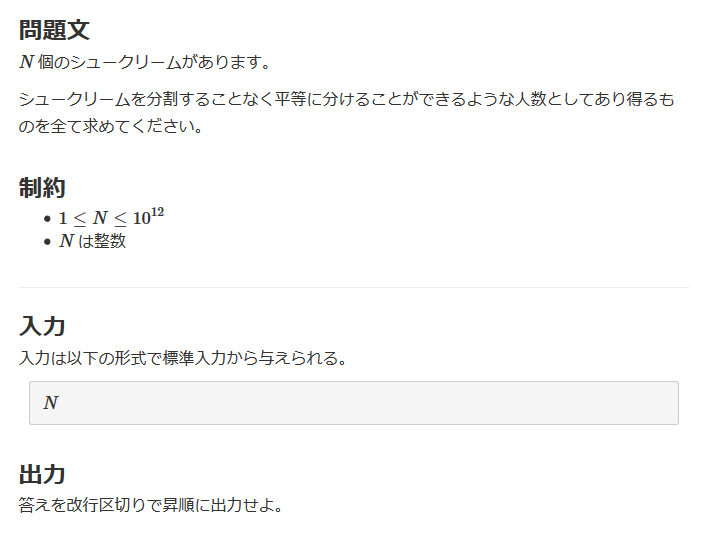 問題文
N 個のシュークリームがあります。
シュークリームを分割することなく平等に分けることができるような人数としてあり得るも
のを全て求めてください。
制約
• 1 ≤ N ≤ 10¹²
• N は整数
入力
入力は以下の形式で標準入力から与えられる。
N
出力
答えを改行区切りで昇順に出力せよ。